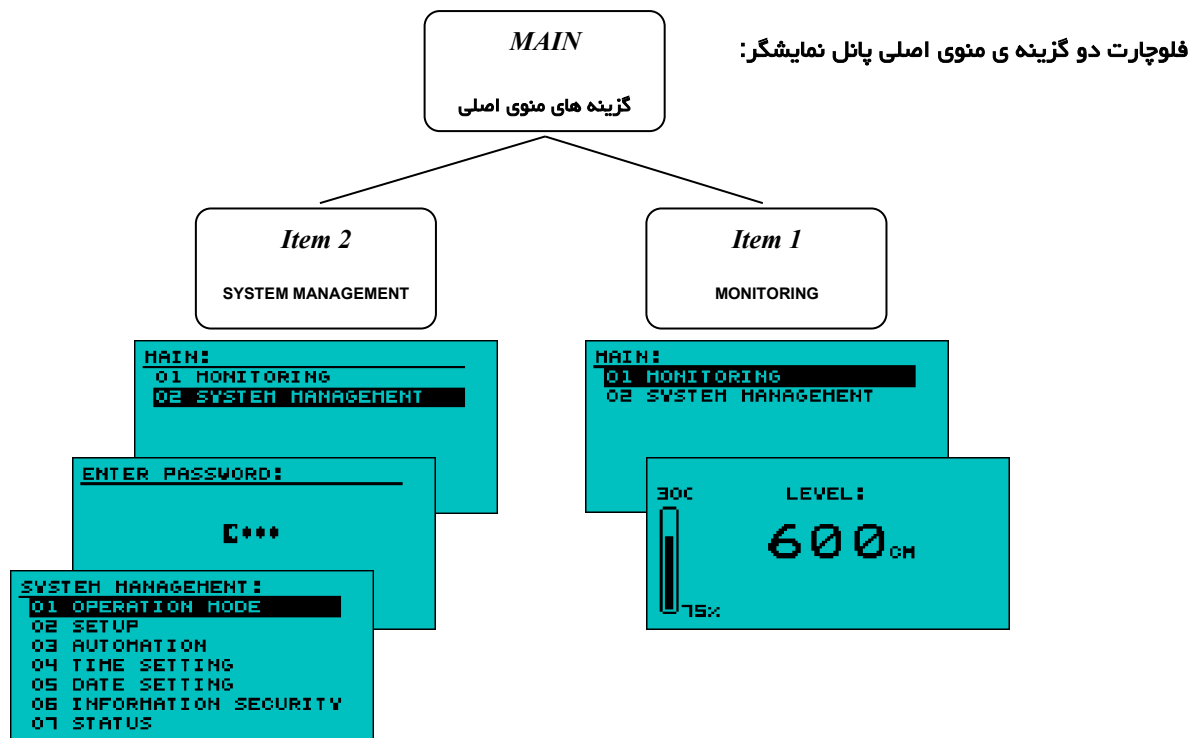 فلوچارت دو گزینه ی منوی اصلی پانل نمایشگر:
MAIN
گزینه های منوی اصلی
Item 1
MONITORING
Item 2
SYSTEM MANAGEMENT
MAIN:
01 MONITORING
02 SYSTEM MANAGEMENT
30C
LEVEL:
600CM
75%
MAIN:
01 MONITORING
02 SYSTEM MANAGEMENT
ENTER PASSWORD:
0***
SYSTEM MANAGEMENT:
01 OPERATION MODE
02 SETUP
03 AUTOMATION
04 TIME SETTING
05 DATE SETTING
06 INFORMATION SECURITY
07 STATUS